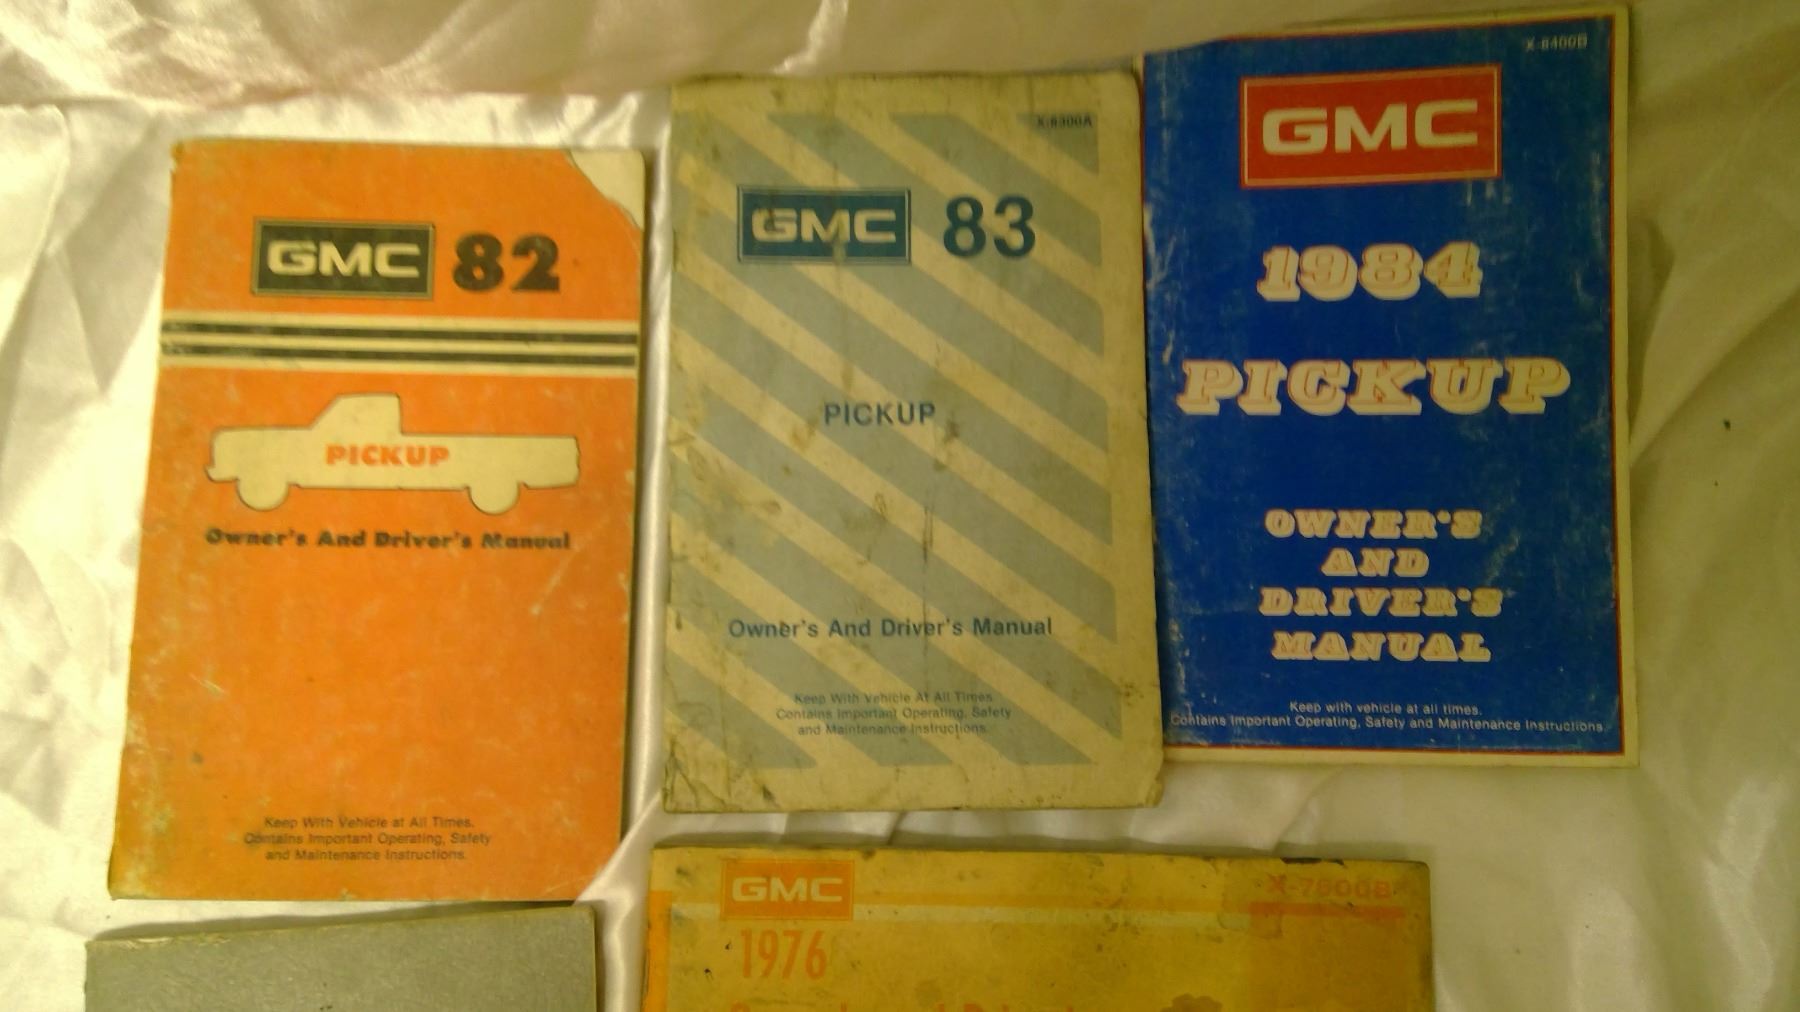 GMC 82
PICKUP
Owner's And Driver's Manual
Keep With Vehicle at All Times.
Contains Important Operating, Safety
and Maintenance Instructions.
X-8300A
GMC 83
PICKUP
Owner's And Driver's Manual
Keep With Vehicle At All Times.
Contains Important Operating, Safety
and Maintenance Instructions.
X-8400B
GMC
1984
PICKUP
OWNER'S
AND
DRIVER'S
MANUAL
Keep with vehicle at all times.
Contains Important Operating, Safety and Maintenance Instructions.
GMC
1976